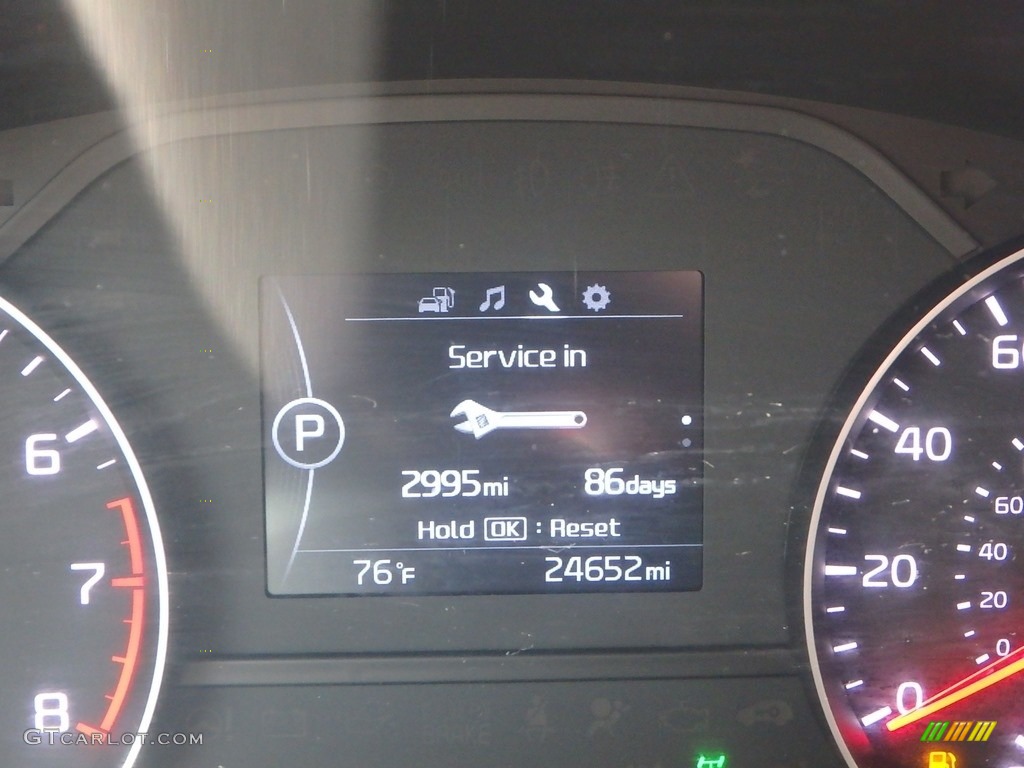 Service in
P
2995mi 86days
Hold OK : Reset
76°F 24652mi
6
7
8
60
40
20
0
60
40
20
0
GTCARLOT.COM